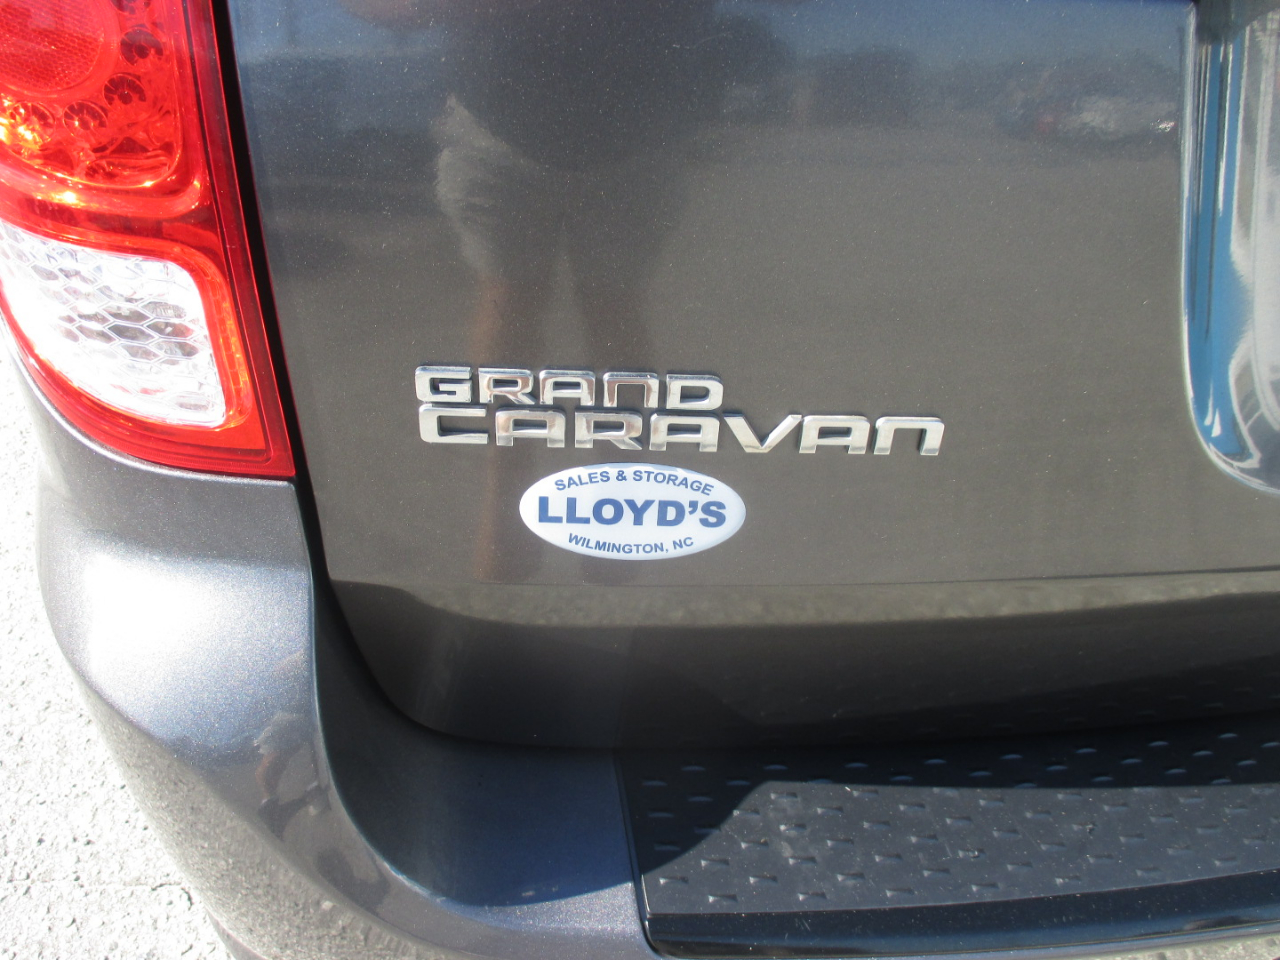 GRAND
CARAVAN
SALES & STORAGE
LLOYD'S
WILMINGTON, NC